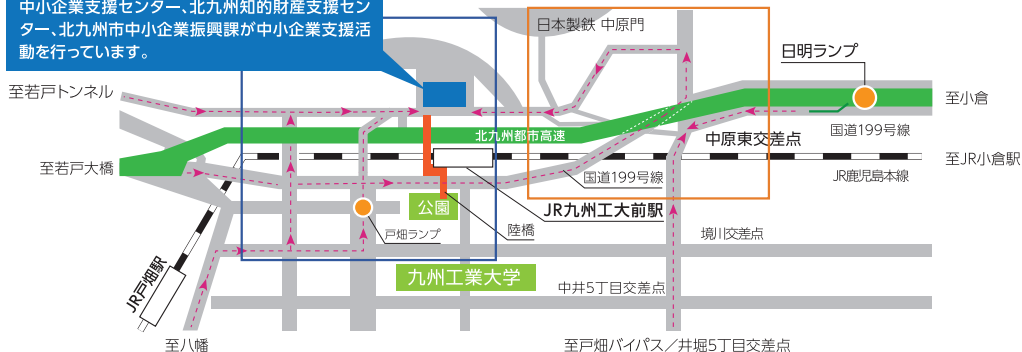 中小企業支援センター、北九州知的財産支援セン
ター、北九州市中小企業振興課が中小企業支援活
動を行っています。
日本製鉄 中原門
日明ランプ
至若戸トンネル
至小倉
国道199号線
北九州都市高速
中原東交差点
至若戸大橋
至JR小倉駅
国道199号線
JR鹿児島本線
公園
JR九州工大前駅
戸畑ランプ
陸橋
境川交差点
JR戸畑駅
九州工業大学
中井5丁目交差点
至八幡
至戸畑バイパス／井堀5丁目交差点